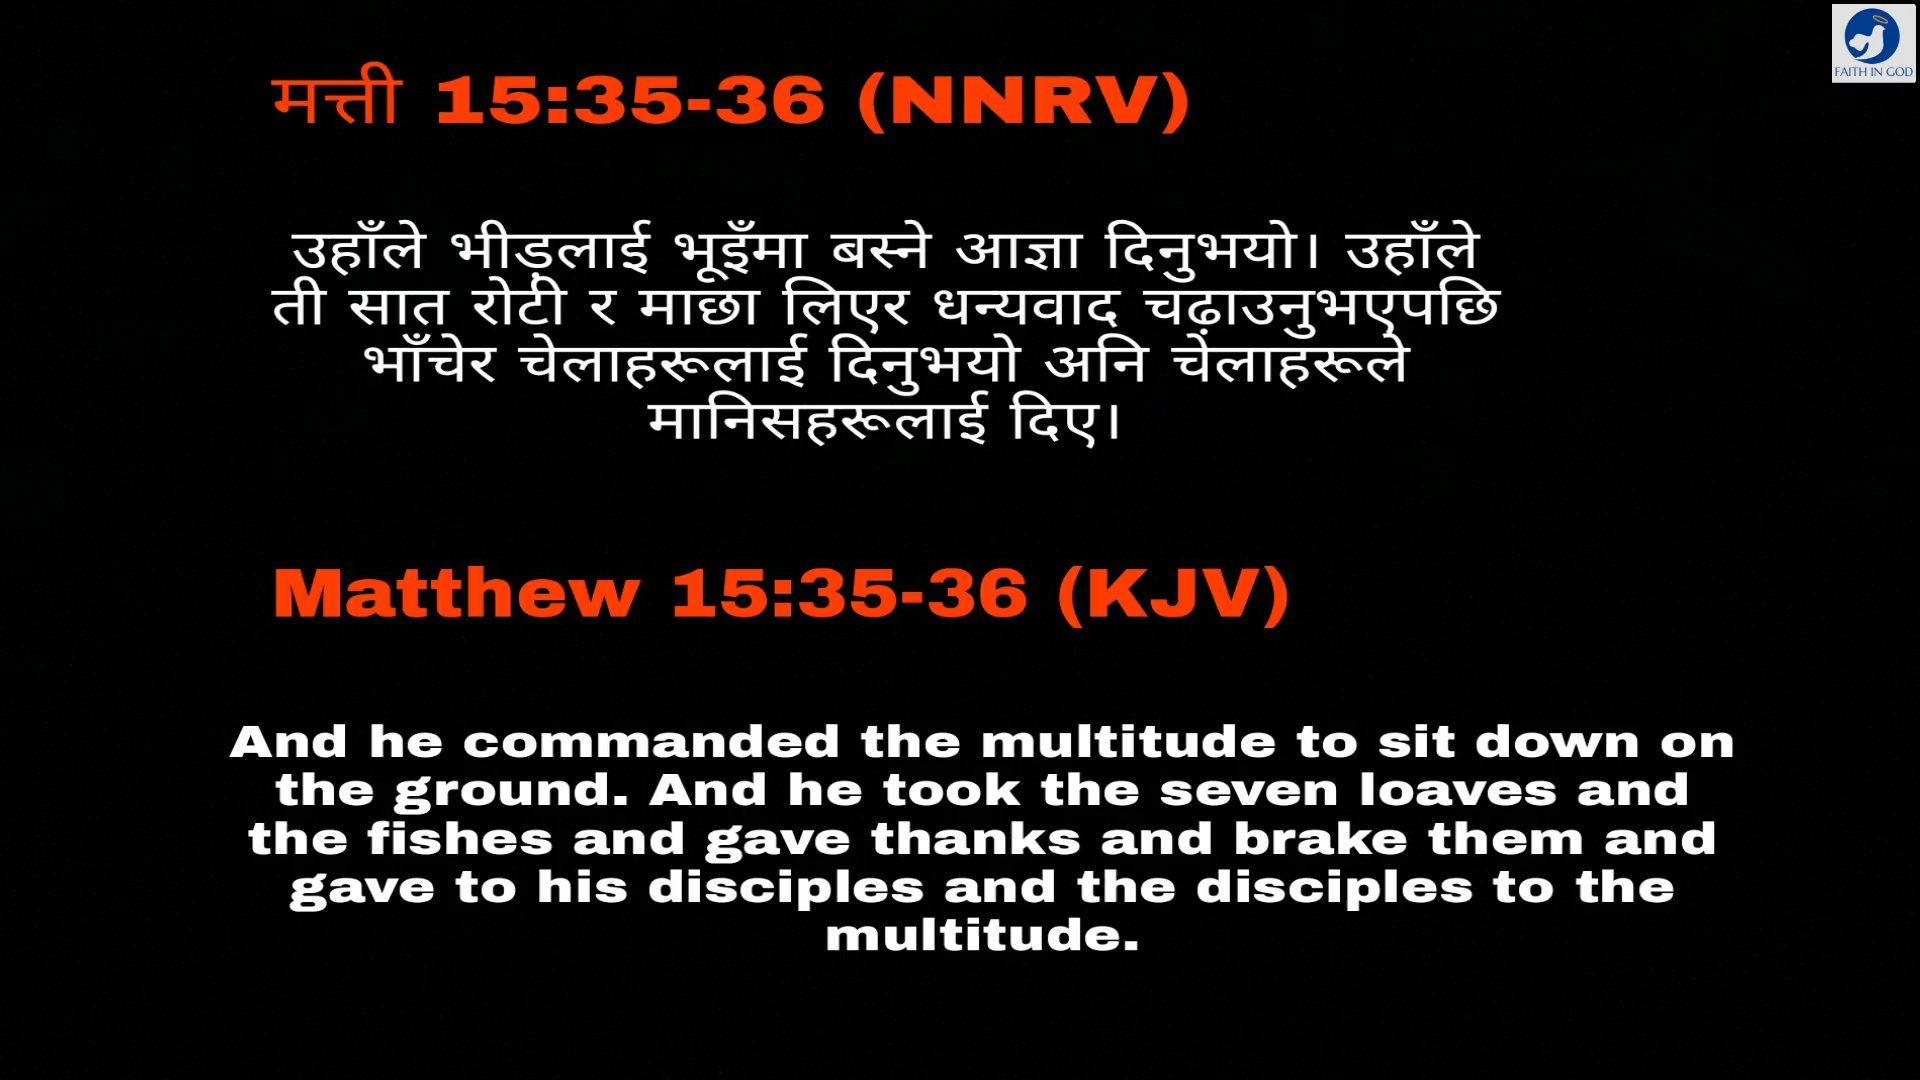 FAITH IN GOD
मत्ती 15:35-36 (NNRV)
उहाँले भीड़लाई भूइँमा बस्ने आज्ञा दिनुभयो। उहाँले
ती सात रोटी र माछा लिएर धन्यवाद चढ़ाउनुभएपछि
भाँचेर चेलाहरूलाई दिनुभयो अनि चेलाहरूले
मानिसहरूलाई दिए।
Matthew 15:35-36 (KJV)
And he commanded the multitude to sit down on
the ground. And he took the seven loaves and
the fishes and gave thanks and brake them and
gave to his disciples and the disciples to the
multitude.